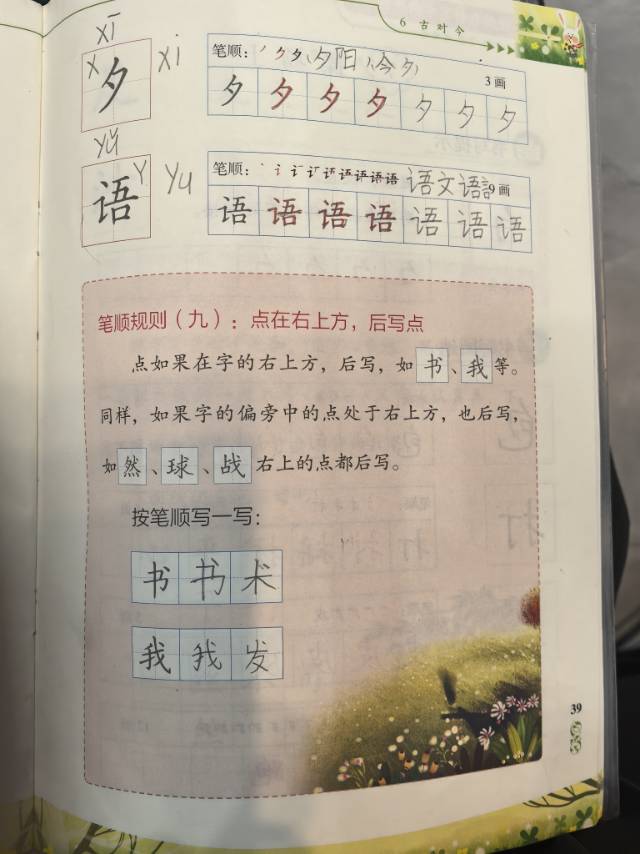 6 古对今
xī
x 夕 xi
笔顺: 丿 ク 夕(夕阳)(今夕)
3画
夕 夕 夕 夕 夕 夕 夕
yǔ
Y 语 Yu
笔顺: 语文语 9画
语 语 语 语 语 语 语
笔顺规则(九):点在右上方,后写点
点如果在字的右上方,后写,如书、我等。
同样,如果字的偏旁中的点处于右上方,也后写,
如然、球、战右上的点都后写。
按笔顺写一写:
书 书 术
我 我 发
39